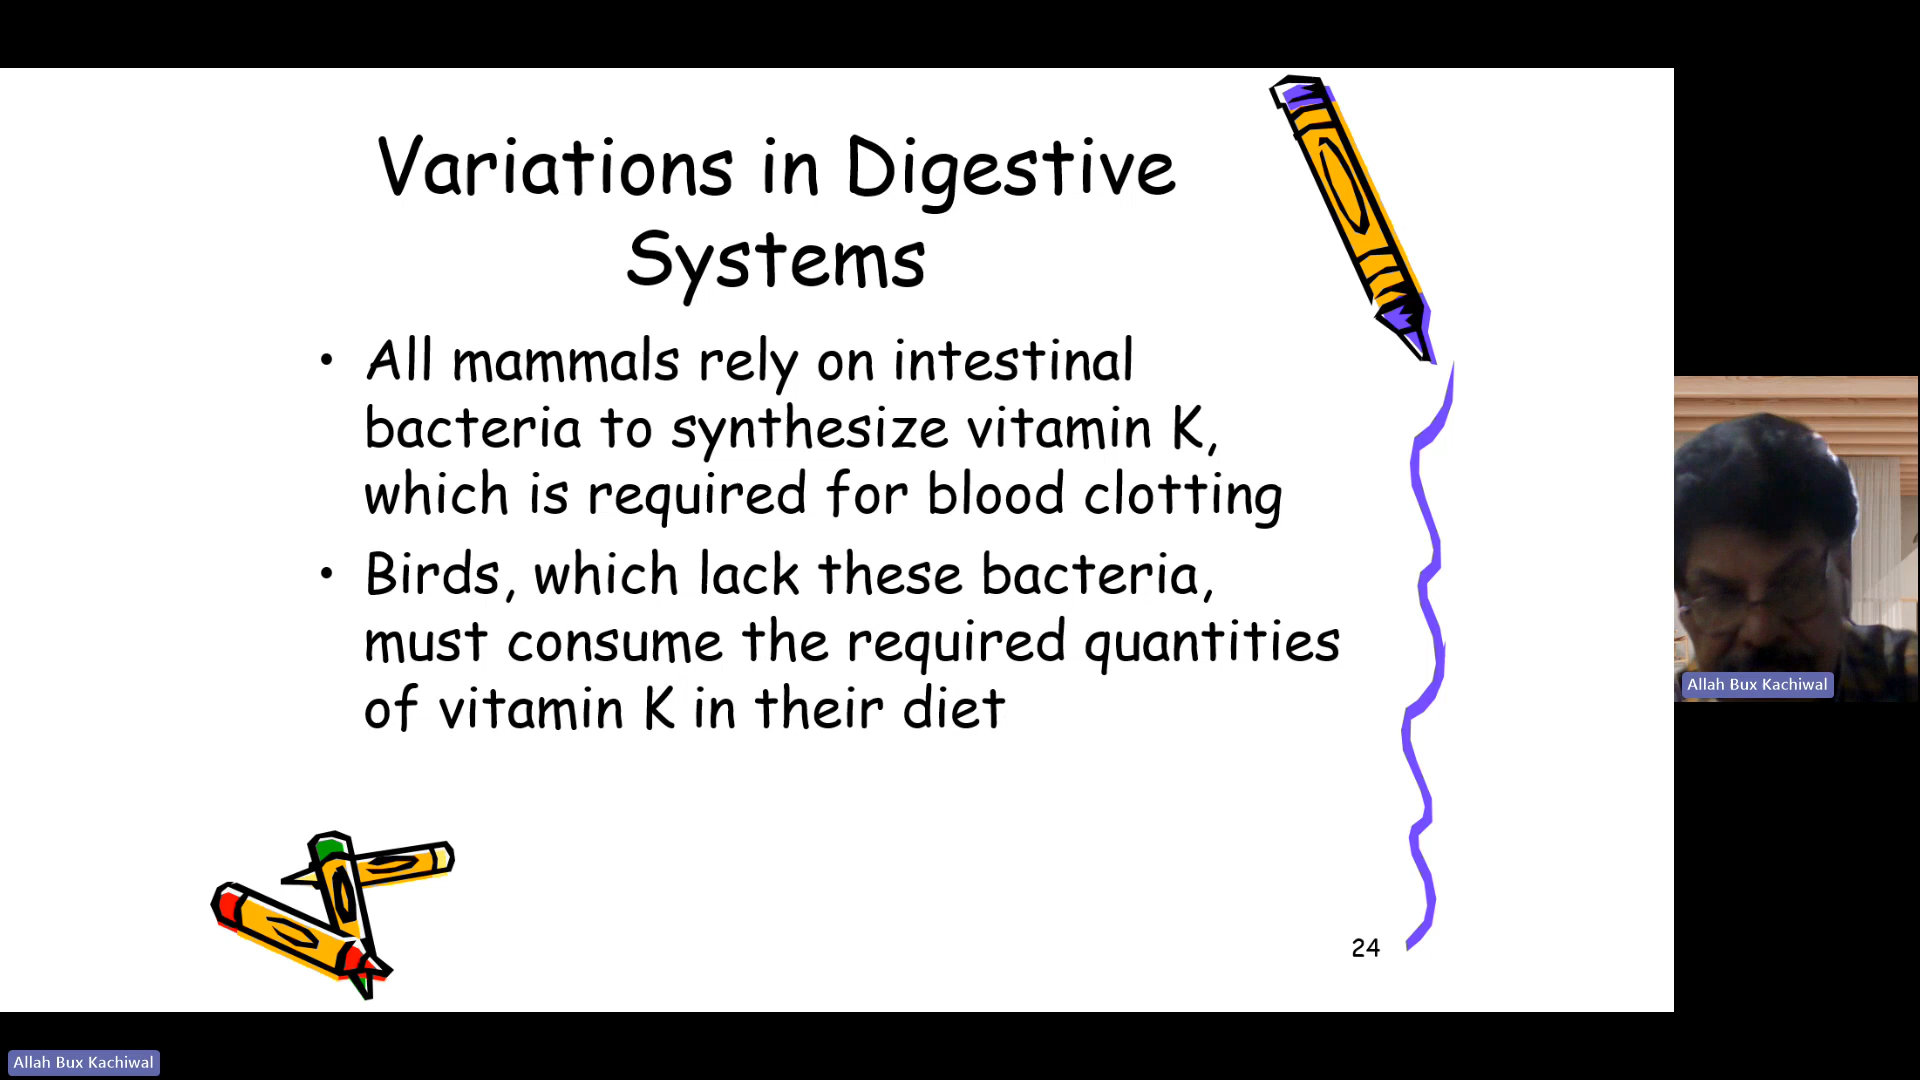 Variations in Digestive
Systems
• All mammals rely on intestinal
bacteria to synthesize vitamin K,
which is required for blood clotting
• Birds, which lack these bacteria,
must consume the required quantities
of vitamin K in their diet
24
Allah Bux Kachiwal
Allah Bux Kachiwal